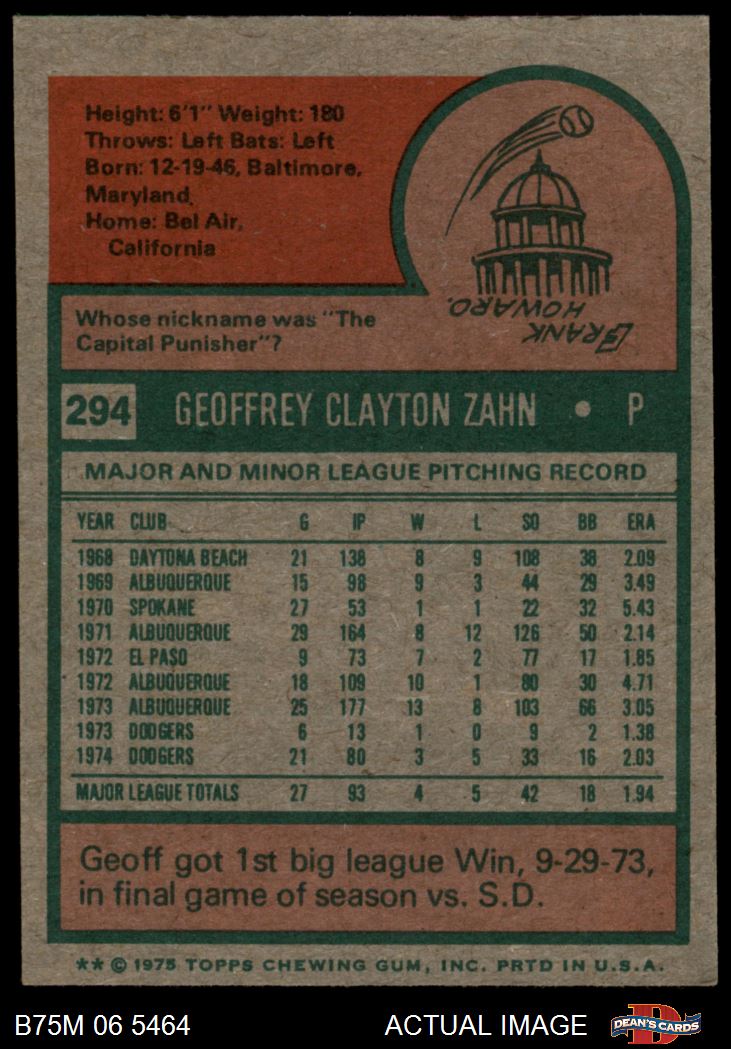 Height: 6'1" Weight: 180
Throws: Left Bats: Left
Born: 12-19-46, Baltimore,
Maryland
Home: Bel Air,
California
Whose nickname was "The
Capital Punisher"?
FRANK
HOWARD.
294 GEOFFREY CLAYTON ZAHN • P
MAJOR AND MINOR LEAGUE PITCHING RECORD
YEAR CLUB G IP W L SO BB ERA
1968 DAYTONA BEACH 21 138 8 9 108 38 2.09
1969 ALBUQUERQUE 15 98 9 3 44 29 3.49
1970 SPOKANE 27 53 1 1 22 32 5.43
1971 ALBUQUERQUE 29 164 8 12 126 50 2.14
1972 EL PASO 9 73 7 2 77 17 1.85
1972 ALBUQUERQUE 18 109 10 1 80 30 4.71
1973 ALBUQUERQUE 25 177 13 8 103 66 3.05
1973 DODGERS 6 13 1 0 9 2 1.38
1974 DODGERS 21 80 3 5 33 16 2.03
MAJOR LEAGUE TOTALS 27 93 4 5 42 18 1.94
Geoff got 1st big league Win, 9-29-73,
in final game of season vs. S.D.
** © 1975 TOPPS CHEWING GUM, INC. PRTD IN U.S.A.
B75M 06 5464 ACTUAL IMAGE DEAN'S CARDS